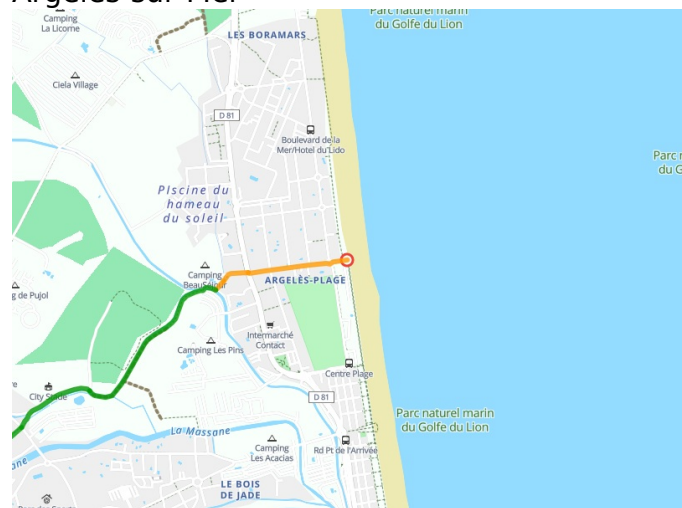 Argelès-sur-Mer
Camping
La Licorne
Parc naturel marin
du Golfe du Lion
LES BORAMARS
Ciela Village
D 81
Boulevard de la
Mer/Hotel du Lido
Parc
du G
PIscine du
hameau
du soleil
Camping
BeauSéjour
ARGELÈS-PLAGE
de Pujol
Intermarché
Contact
Camping Les Pins
Centre Plage
City Stade
D 81
Parc naturel marin
du Golfe du Lion
La Massane
Camping
Les Acacias
Rd Pt de l'Arrivée
LE BOIS
DE JADE